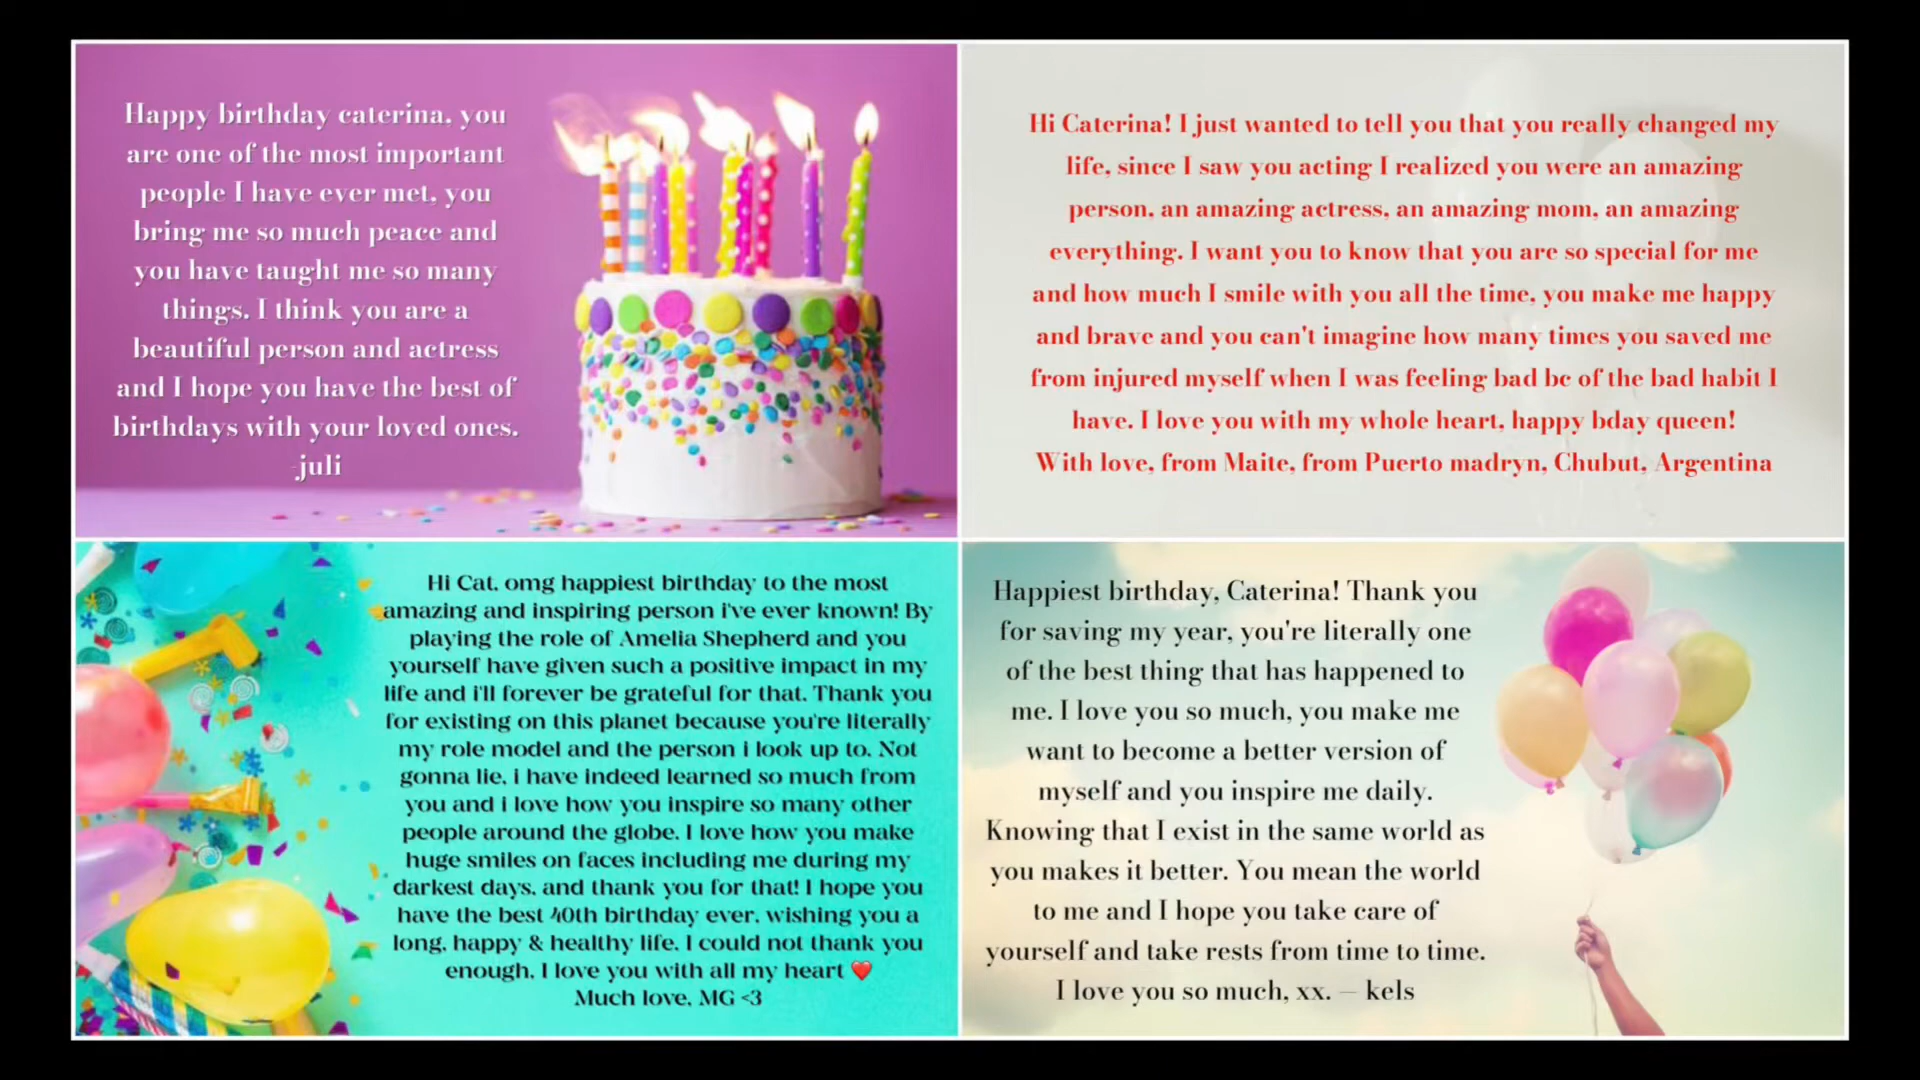 Happy birthday caterina, you
are one of the most important
people I have ever met, you
bring me so much peace and
you have taught me so many
things. I think you are a
beautiful person and actress
and I hope you have the best of
birthdays with your loved ones.
-juli
Hi Caterina! I just wanted to tell you that you really changed my
life, since I saw you acting I realized you were an amazing
person, an amazing actress, an amazing mom, an amazing
everything. I want you to know that you are so special for me
and how much I smile with you all the time, you make me happy
and brave and you can't imagine how many times you saved me
from injured myself when I was feeling bad bc of the bad habit I
have. I love you with my whole heart, happy bday queen!
With love, from Maite, from Puerto madryn, Chubut, Argentina
Hi Cat, omg happiest birthday to the most
amazing and inspiring person i've ever known! By
playing the role of Amelia Shepherd and you
yourself have given such a positive impact in my
life and i'll forever be grateful for that. Thank you
for existing on this planet because you're literally
my role model and the person i look up to. Not
gonna lie, i have indeed learned so much from
you and i love how you inspire so many other
people around the globe. I love how you make
huge smiles on faces including me during my
darkest days, and thank you for that! I hope you
have the best 40th birthday ever, wishing you a
long, happy & healthy life. I could not thank you
enough, I love you with all my heart ❤️
Much love, MG <3
Happiest birthday, Caterina! Thank you
for saving my year, you're literally one
of the best thing that has happened to
me. I love you so much, you make me
want to become a better version of
myself and you inspire me daily.
Knowing that I exist in the same world as
you makes it better. You mean the world
to me and I hope you take care of
yourself and take rests from time to time.
I love you so much, xx. — kels